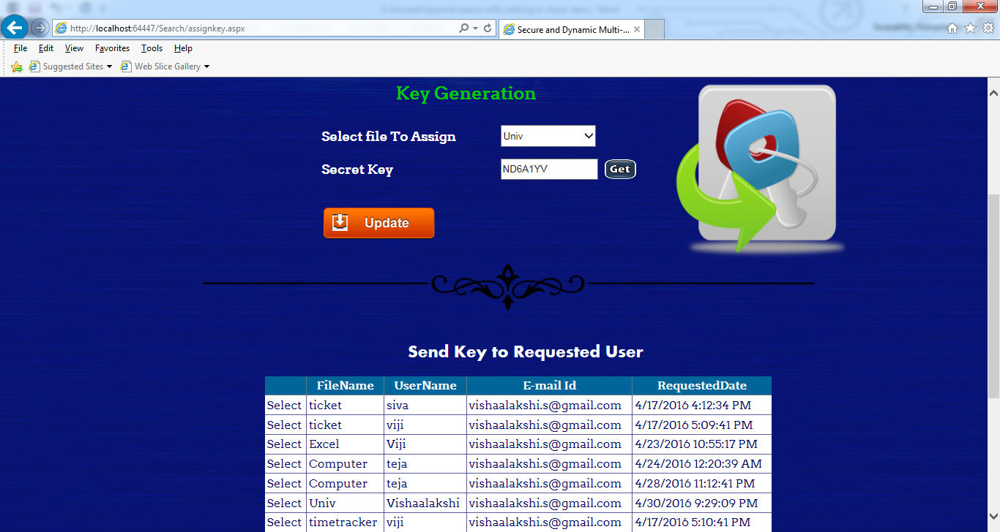 http://localhost:64447/Search/assignkey.aspx
Secure and Dynamic Multi-...
File Edit View Favorites Tools Help
Suggested Sites Web Slice Gallery
Key Generation
Select file To Assign Univ
Secret Key ND6A1YV Get
Update
Send Key to Requested User
FileName UserName E-mail Id RequestedDate
Select ticket siva vishaalakshi.s@gmail.com 4/17/2016 4:12:34 PM
Select ticket viji vishaalakshi.s@gmail.com 4/17/2016 5:09:41 PM
Select Excel Viji vishaalakshi.s@gmail.com 4/23/2016 10:55:17 PM
Select Computer teja vishaalakshi.s@gmail.com 4/24/2016 12:20:39 AM
Select Computer teja vishaalakshi.s@gmail.com 4/28/2016 11:12:41 PM
Select Univ Vishaalakshi vishaalakshi.s@gmail.com 4/30/2016 9:29:09 PM
Select timetracker viji vishaalakshi.s@gmail.com 4/17/2016 5:10:41 PM